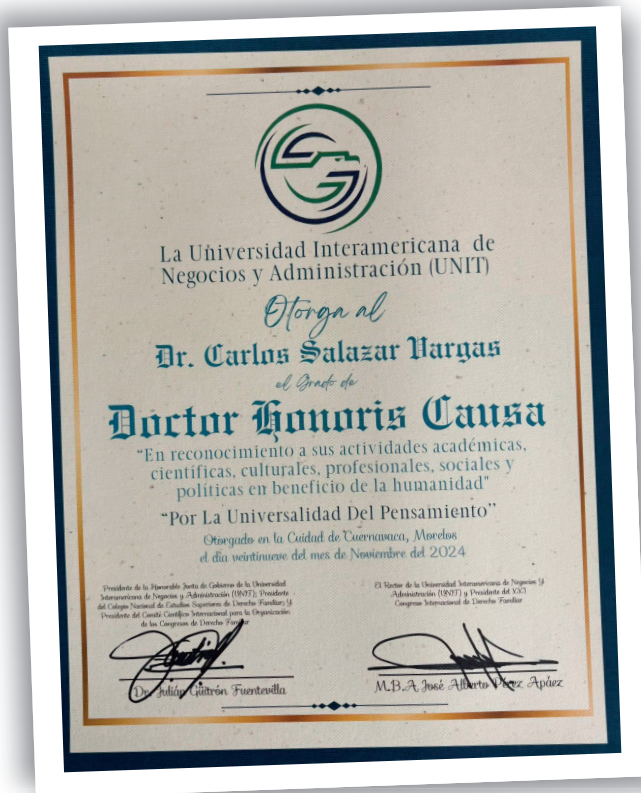 La Universidad Interamericana de
Negocios y Administración (UNIT)
Otorga al
Dr. Carlos Salazar Vargas
el Grado de
Doctor Honoris Causa
"En reconocimiento a sus actividades académicas,
científicas, culturales, profesionales, sociales y
políticas en beneficio de la humanidad"
"Por La Universalidad Del Pensamiento"
Otorgado en la Cuidad de Cuernavaca, Morelos
el día veintinueve del mes de Noviembre del 2024
Presidente de la Honorable Junta de Gobierno de la Universidad
Interamericana de Negocios y Administración (UNIT); Presidente
del Colegio Nacional de Estudios Superiores de Derecho Familiar; Y
Presidente del Comité Científico Internacional para la Organización
de los Congresos de Derecho Familiar
Dr. Julián Güitrón Fuentevilla
El Rector de la Universidad Interamericana de Negocios Y
Administración (UNIT) y Presidente del XXI
Congreso Internacional de Derecho Familiar
M.B.A José Alberto Pérez Apáez